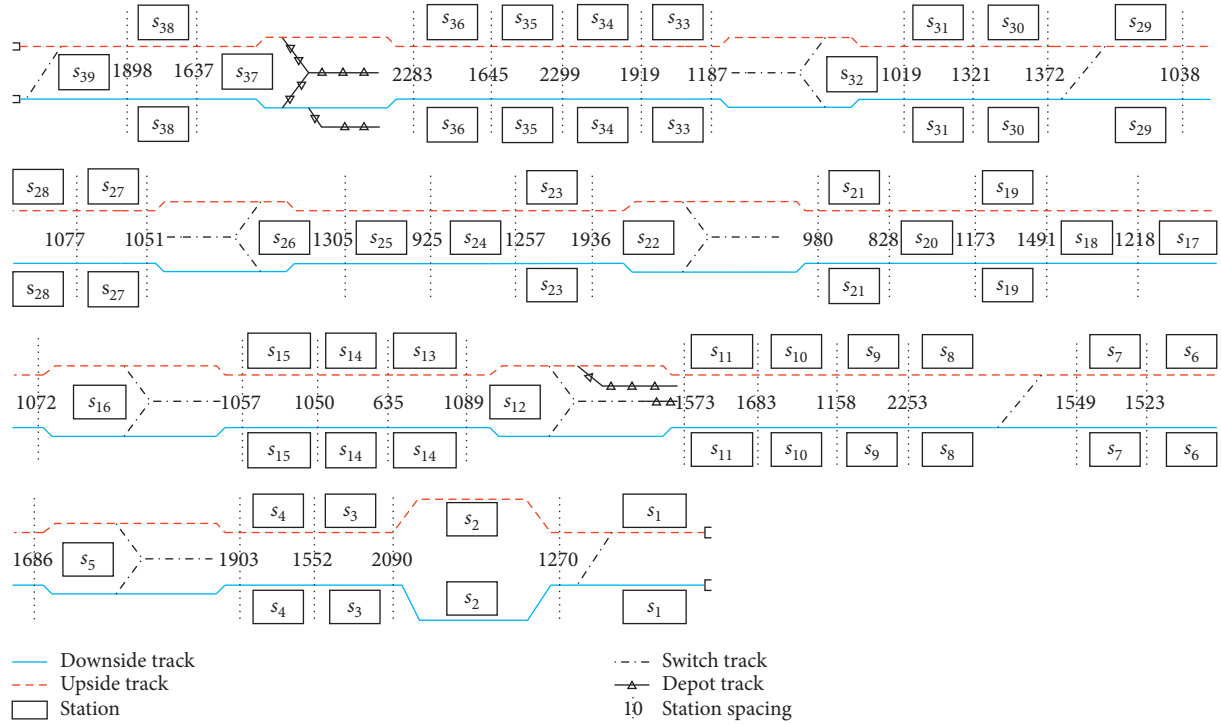 s38
s36 s35 s34 s33 s31 s30 s29
s39 1898 1637 s37 2283 1645 2299 1919 1187 s32 1019 1321 1372 1038
s38 s36 s35 s34 s33 s31 s30 s29
s28 s27 s23 s21 s19
1077 1051 s26 1305 s25 925 s24 1257 1936 s22 980 828 s20 1173 1491 s18 1218 s17
s28 s27 s23 s21 s19
s15 s14 s13 s11 s10 s9 s8 s7 s6
1072 s16 1057 1050 635 1089 s12 1573 1683 1158 2253 1549 1523
s15 s14 s14 s11 s10 s9 s8 s7 s6
s4 s3 s2 s1
1686 s5 1903 1552 2090 1270
s4 s3 s2 s1
Downside track
Upside track
Station
Switch track
Depot track
10 Station spacing